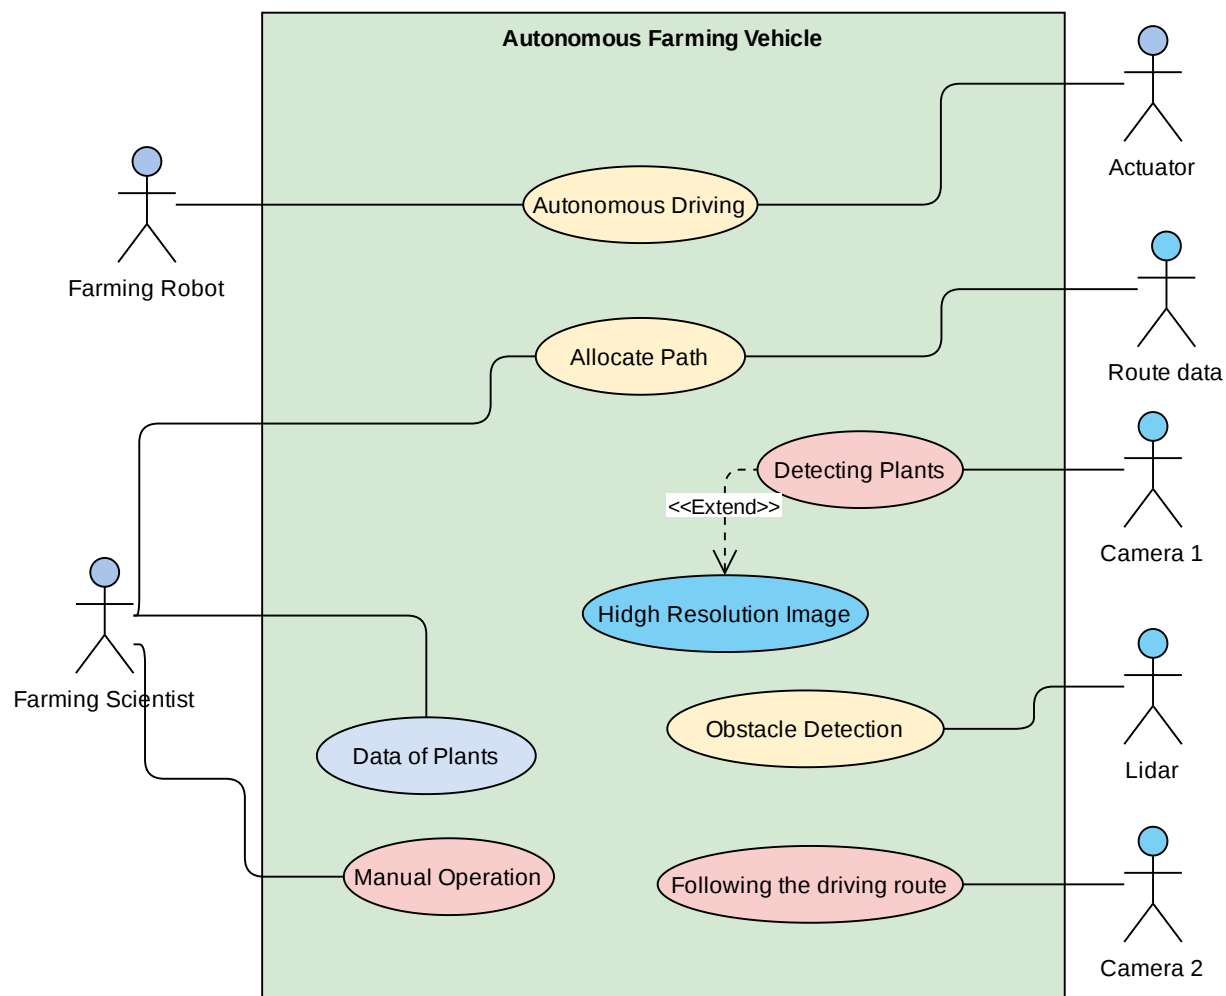 Autonomous Farming Vehicle
Actuator
Autonomous Driving
Farming Robot
Allocate Path
Route data
Detecting Plants
<<Extend>>
Camera 1
Hidgh Resolution Image
Farming Scientist
Obstacle Detection
Data of Plants
Lidar
Manual Operation
Following the driving route
Camera 2